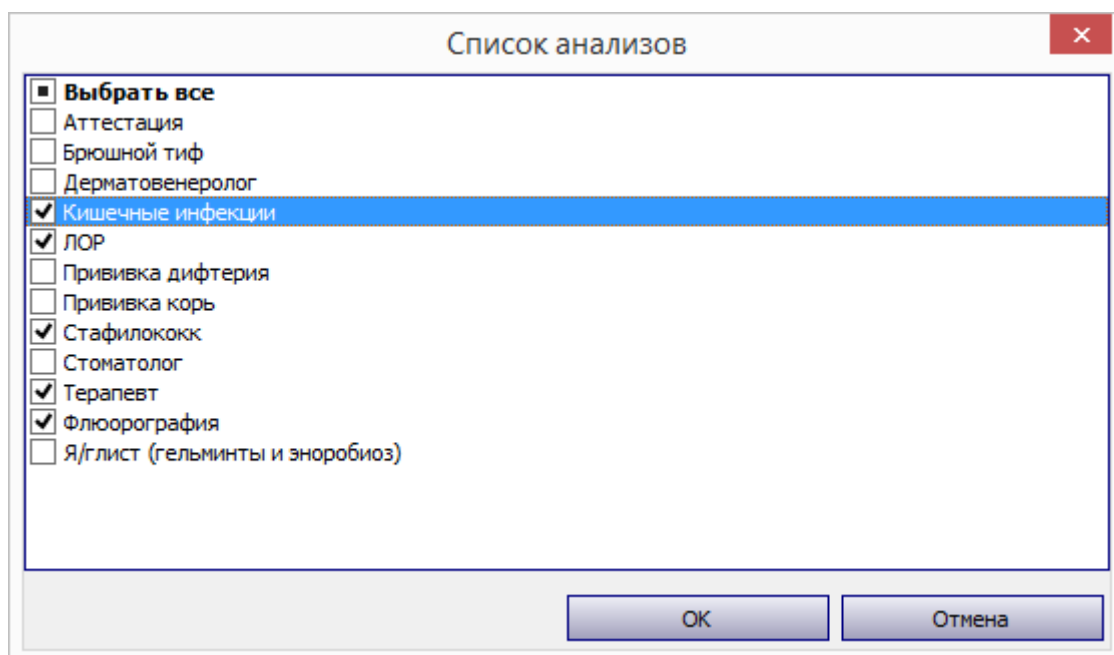 Список анализов
Выбрать все
Аттестация
Брюшной тиф
Дерматовенеролог
Кишечные инфекции
ЛОР
Прививка дифтерия
Прививка корь
Стафилококк
Стоматолог
Терапевт
Флюорография
Я/глист (гельминты и эноробиоз)
ОК
Отмена